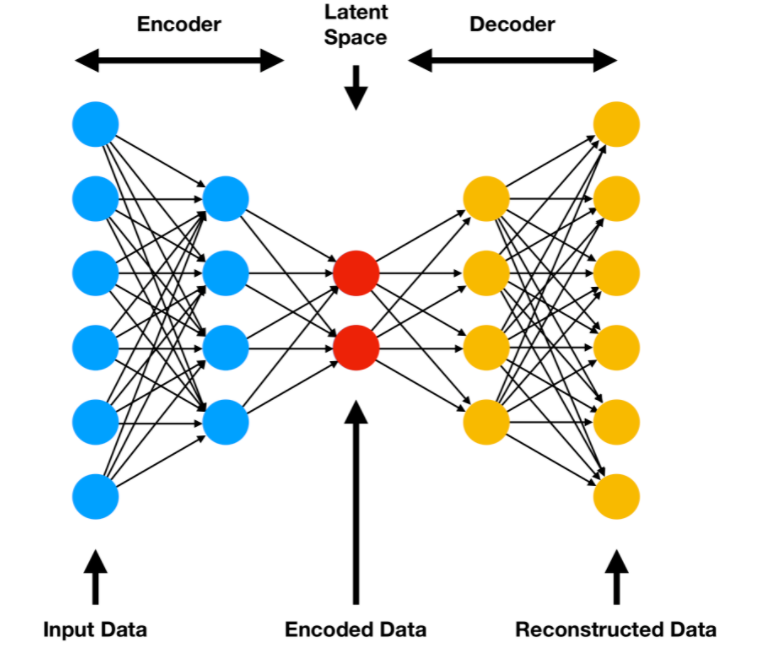 Encoder
Latent
Space
Decoder
Input Data
Encoded Data
Reconstructed Data